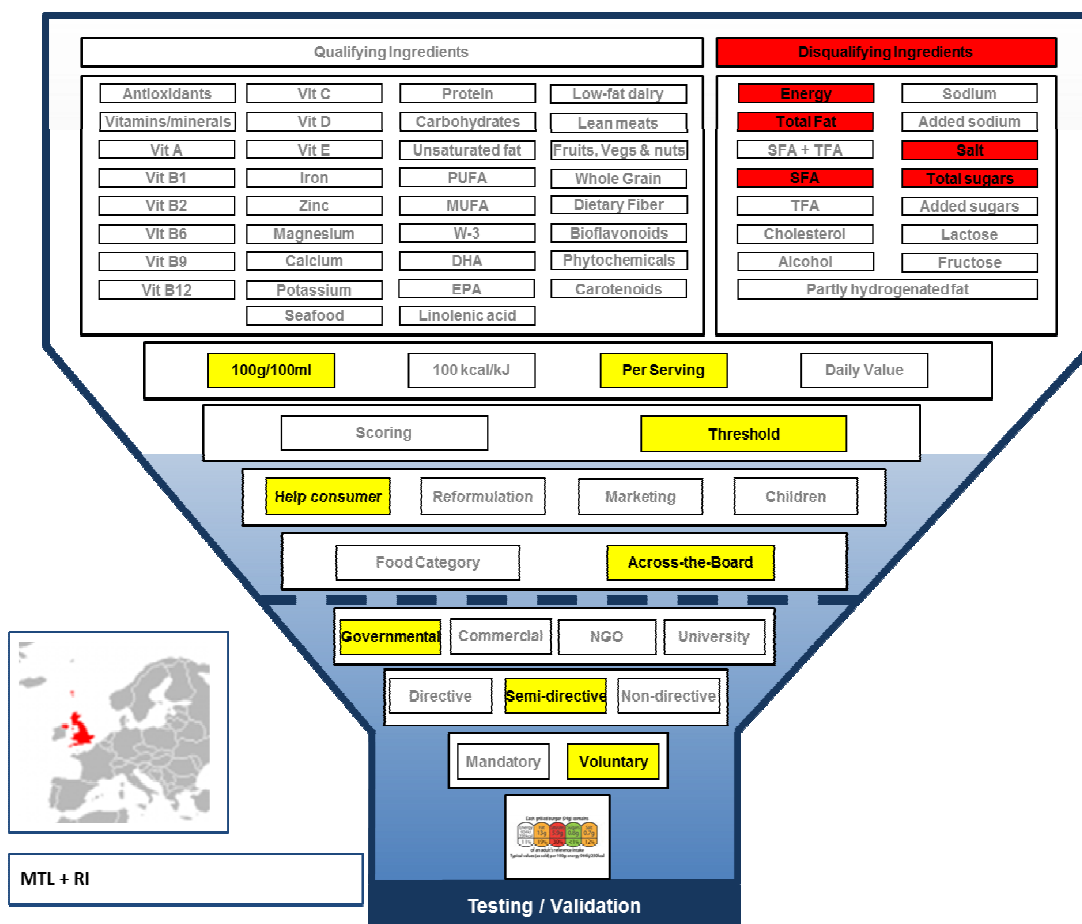 Qualifying Ingredients
Disqualifying Ingredients
Antioxidants Vit C Protein Low-fat dairy Energy Sodium
Vitamins/minerals Vit D Carbohydrates Lean meats Total Fat Added sodium
Vit A Vit E Unsaturated fat Fruits, Vegs & nuts SFA + TFA Salt
Vit B1 Iron PUFA Whole Grain SFA Total sugars
Vit B2 Zinc MUFA Dietary Fiber TFA Added sugars
Vit B6 Magnesium W-3 Bioflavonoids Cholesterol Lactose
Vit B9 Calcium DHA Phytochemicals Alcohol Fructose
Vit B12 Potassium EPA Carotenoids Partly hydrogenated fat
Seafood Linolenic acid
100g/100ml 100 kcal/kJ Per Serving Daily Value
Scoring Threshold
Help consumer Reformulation Marketing Children
Food Category Across-the-Board
Governmental Commercial NGO University
Directive Semi-directive Non-directive
Mandatory Voluntary
of an adult's reference intake
MTL + RI
Testing / Validation